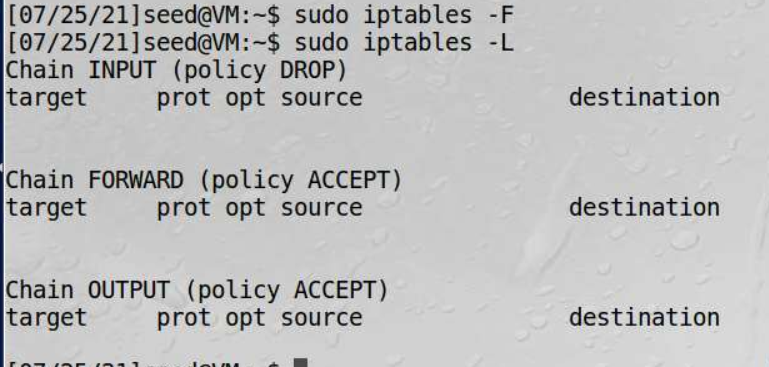 [07/25/21]seed@VM:~$ sudo iptables -F
[07/25/21]seed@VM:~$ sudo iptables -L
Chain INPUT (policy DROP)
target     prot opt source               destination
Chain FORWARD (policy ACCEPT)
target     prot opt source               destination
Chain OUTPUT (policy ACCEPT)
target     prot opt source               destination
[07/25/21]seed@VM:~$